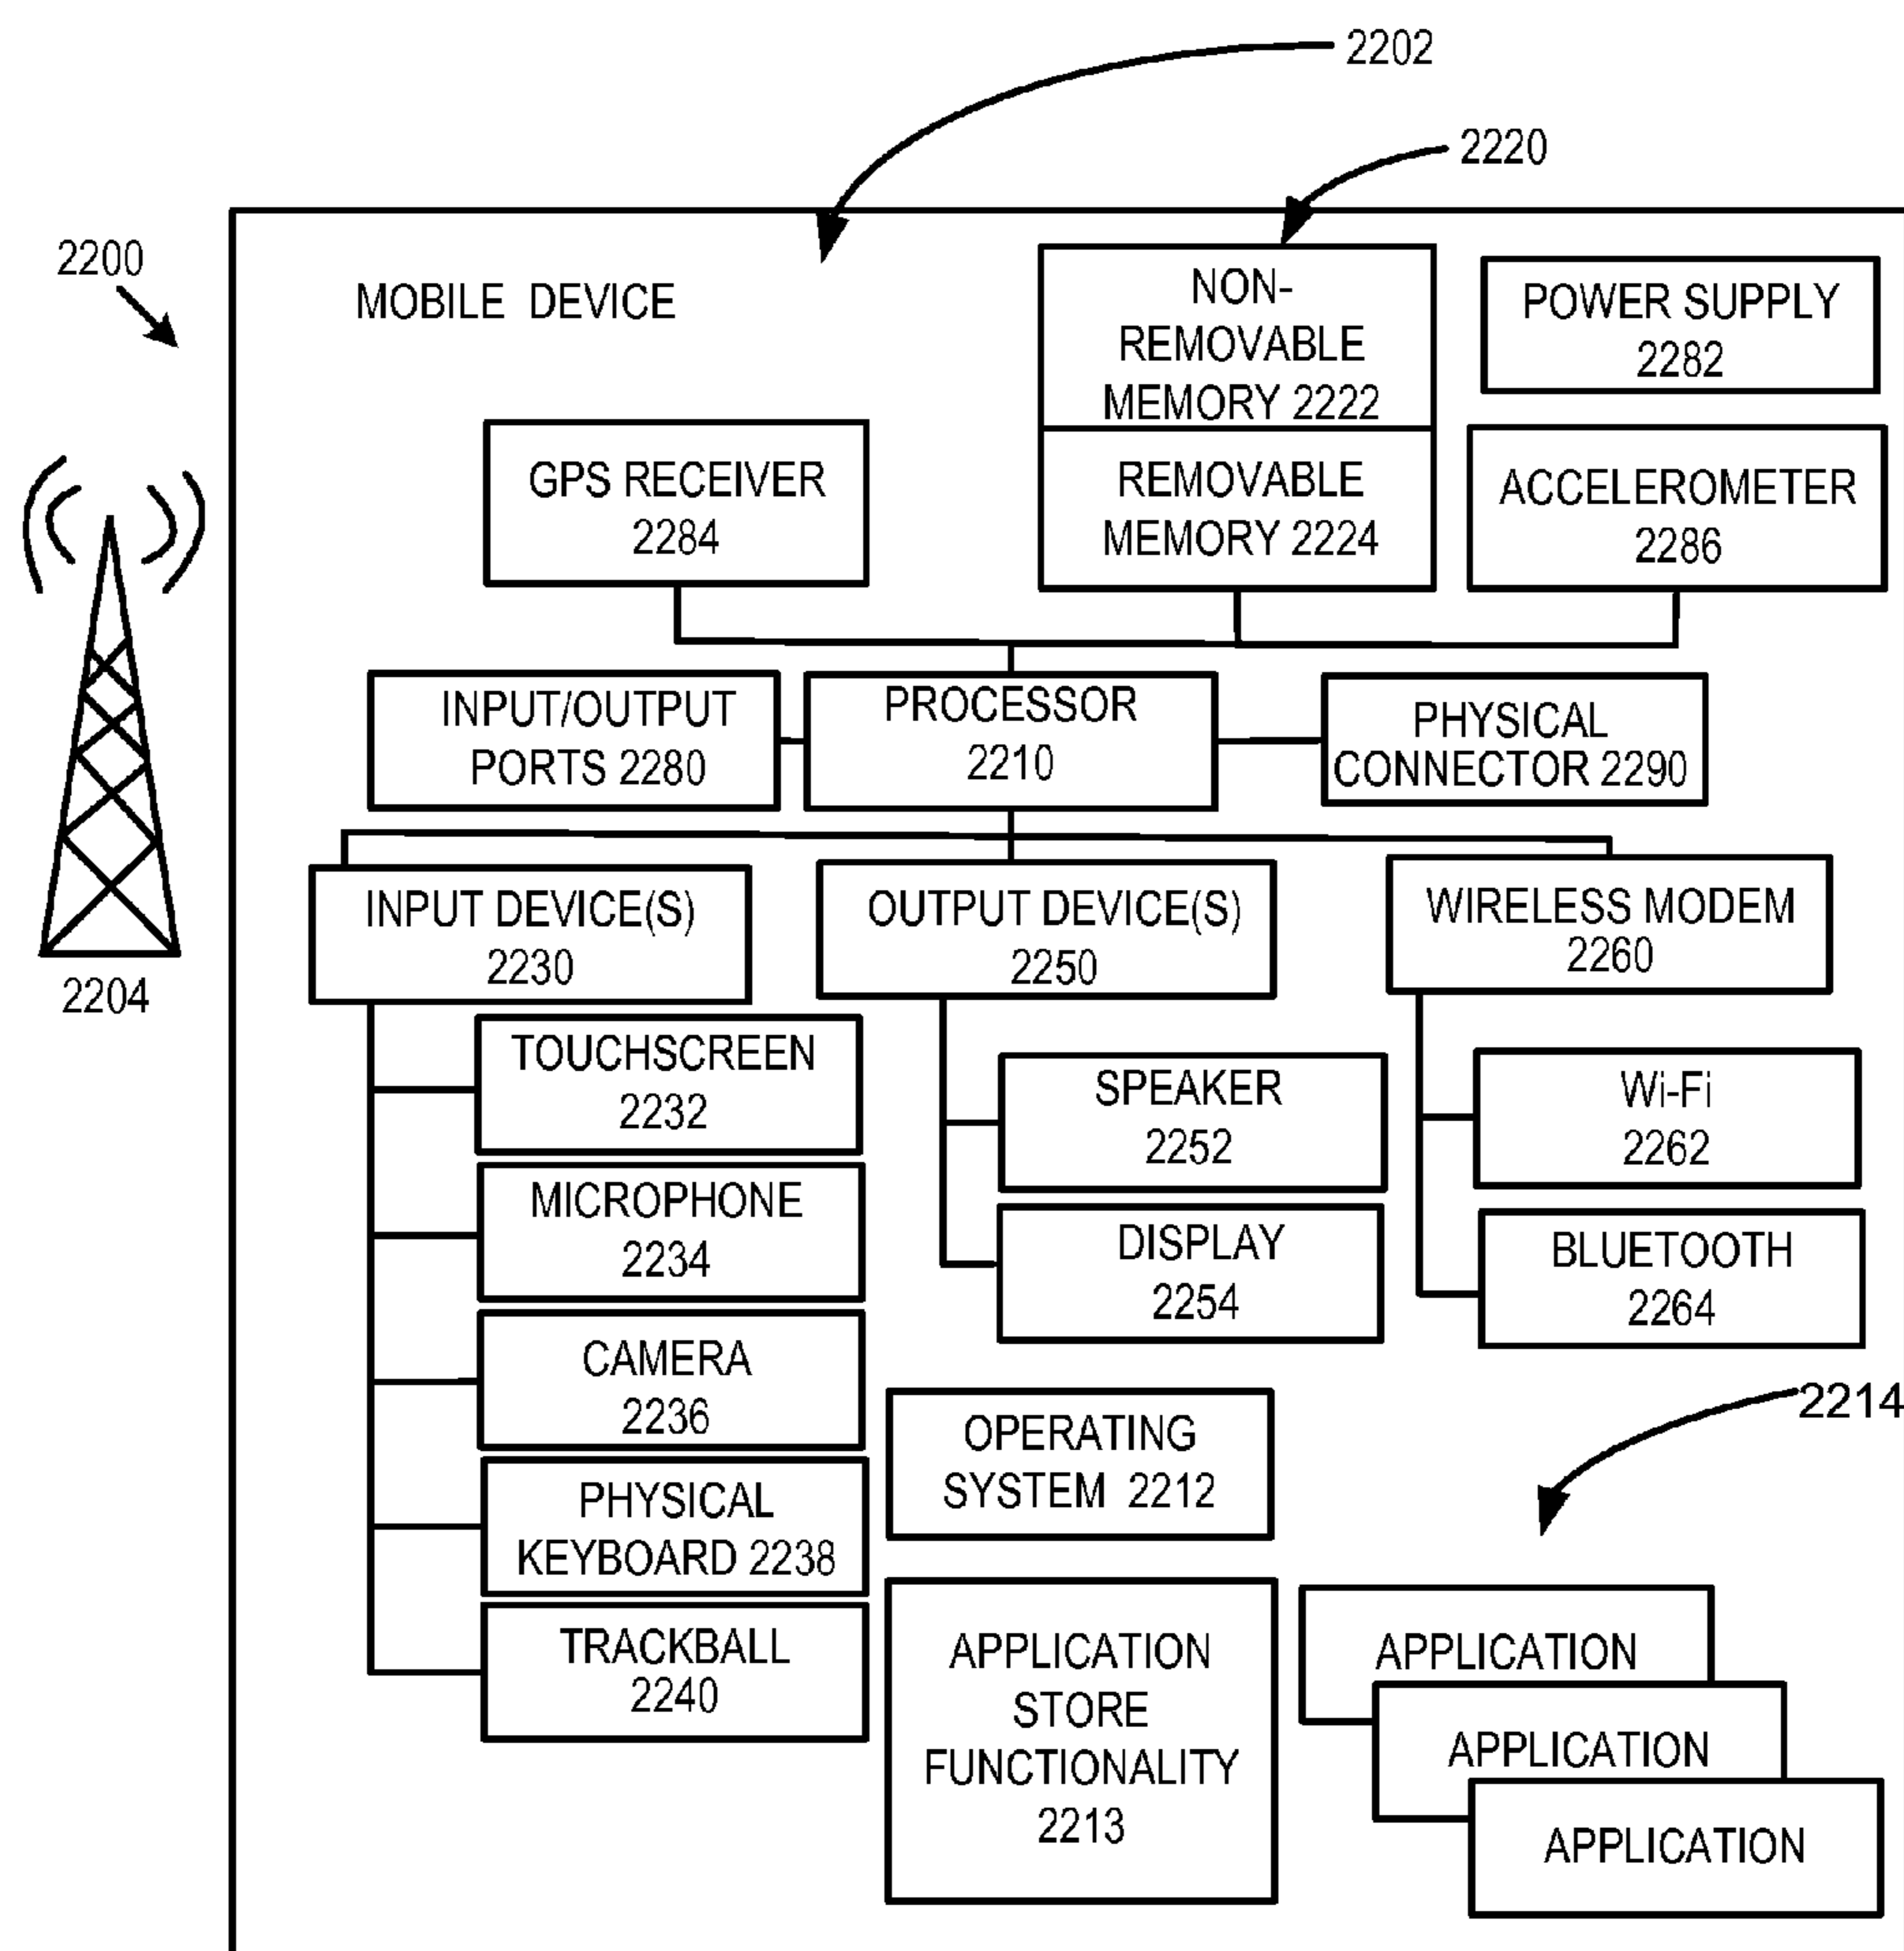 2202
2220
2200
MOBILE DEVICE
NON-
REMOVABLE
MEMORY 2222
POWER SUPPLY
2282
GPS RECEIVER
2284
REMOVABLE
MEMORY 2224
ACCELEROMETER
2286
INPUT/OUTPUT
PORTS 2280
PROCESSOR
2210
PHYSICAL
CONNECTOR 2290
INPUT DEVICE(S)
2230
OUTPUT DEVICE(S)
2250
WIRELESS MODEM
2260
2204
TOUCHSCREEN
2232
SPEAKER
2252
Wi-Fi
2262
MICROPHONE
2234
DISPLAY
2254
BLUETOOTH
2264
CAMERA
2236
OPERATING
SYSTEM 2212
2214
PHYSICAL
KEYBOARD 2238
TRACKBALL
2240
APPLICATION
STORE
FUNCTIONALITY
2213
APPLICATION
APPLICATION
APPLICATION